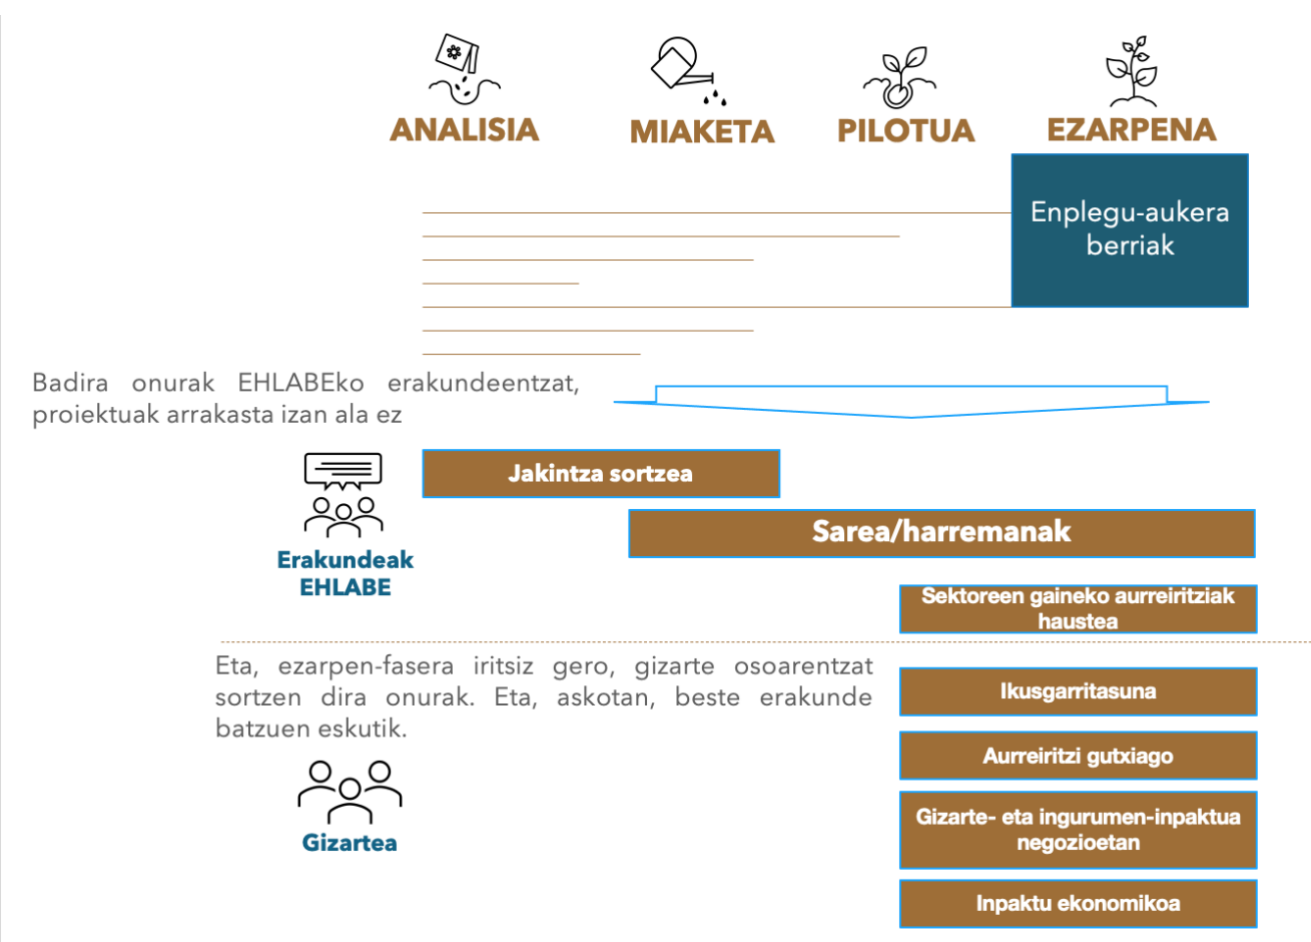 ANALISIA
MIAKETA
PILOTUA
EZARPENA
Enplegu-aukera
berriak
Badira onurak EHLABEko erakundeentzat,
proiektuak arrakasta izan ala ez
Jakintza sortzea
Sarea/harremanak
Erakundeak
EHLABE
Sektoreen gaineko aurreiritziak
haustea
Eta, ezarpen-fasera iritsiz gero, gizarte osoarentzat
sortzen dira onurak. Eta, askotan, beste erakunde
batzuen eskutik.
Ikusgarritasuna
Aurreiritzi gutxiago
Gizartea
Gizarte- eta ingurumen-inpaktua
negozioetan
Inpaktu ekonomikoa